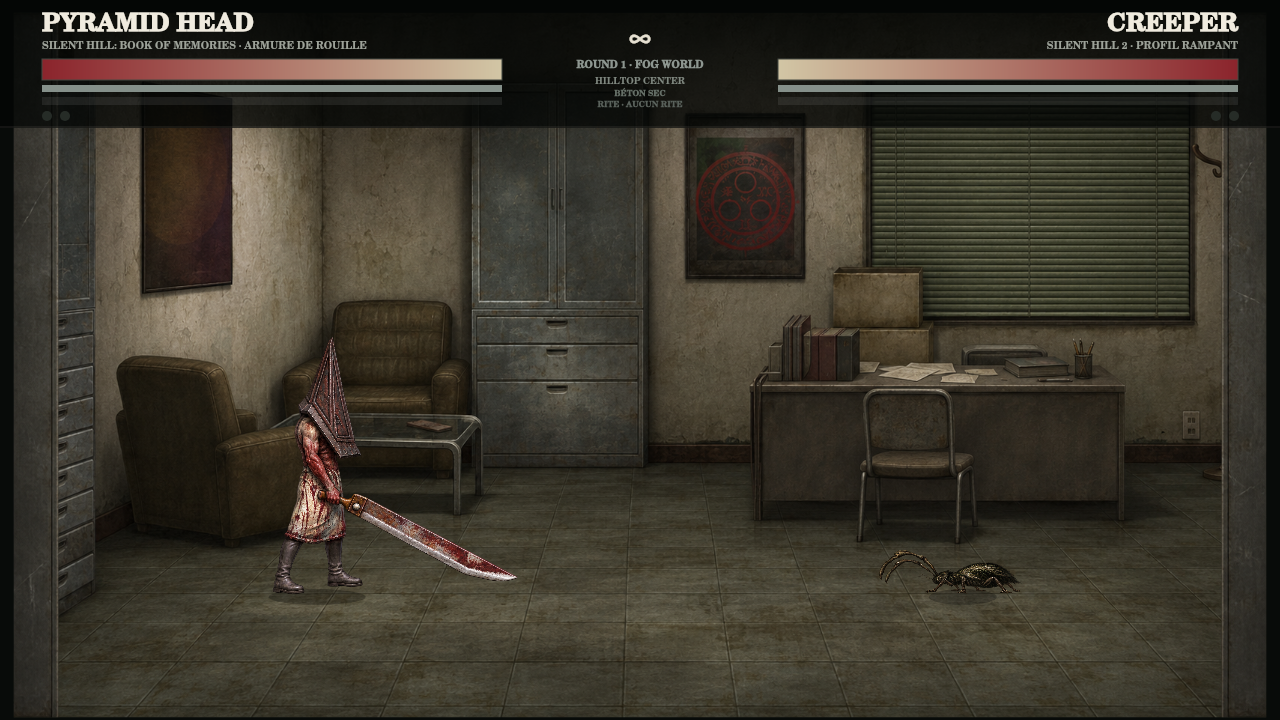 PYRAMID HEAD
SILENT HILL: BOOK OF MEMORIES · ARMURE DE ROUILLE
∞
ROUND 1 · FOG WORLD
HILLTOP CENTER
BÉTON SEC
RITE · AUCUN RITE
CREEPER
SILENT HILL 2 · PROFIL RAMPANT